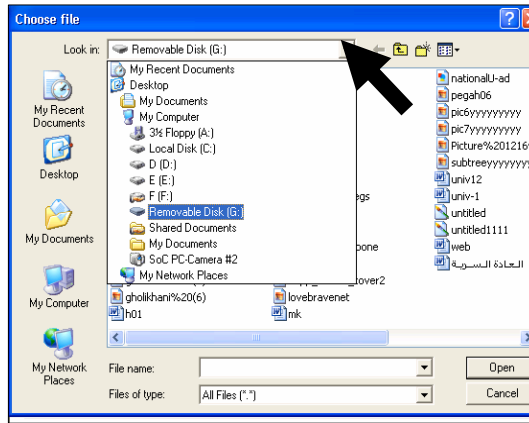 Choose file
Look in:
Removable Disk (G:)
My Recent Documents
Desktop
My Documents
My Computer
3½ Floppy (A:)
Local Disk (C:)
D (D:)
E (E:)
F (F:)
Removable Disk (G:)
Shared Documents
My Documents
SoC PC-Camera #2
My Network Places
My Recent
Documents
Desktop
My Documents
My Computer
My Network
Places
egs
bone
over2
gholikhani%20(6)
h01
lovebravenet
mk
nationalU-ad
pegah06
pic6yyyyyyyyy
pic7yyyyyyyyy
Picture%201216
subtreeyyyyyyy
univ12
univ-1
untitled
untitled1111
web
العادة السرية
File name:
Open
Files of type:
All Files (*.*)
Cancel